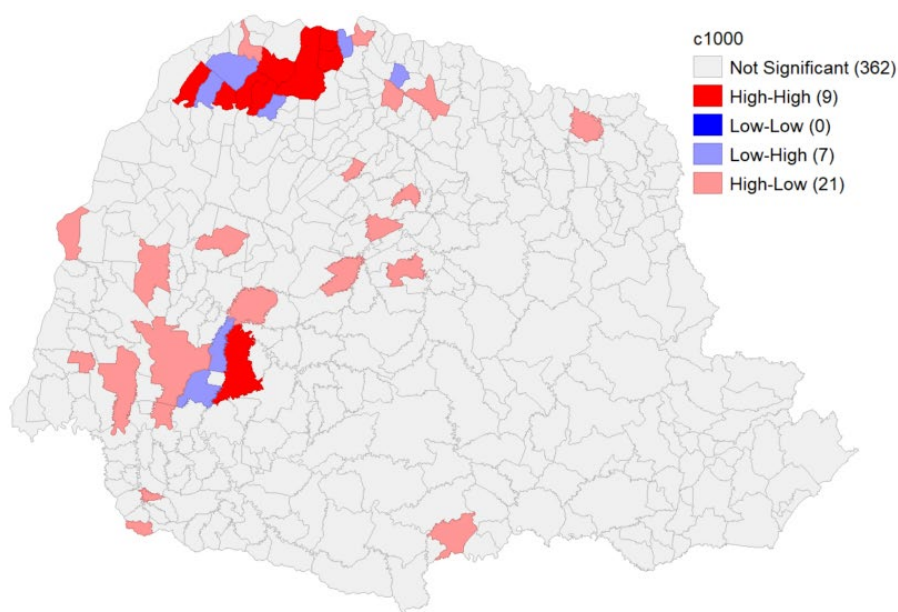 c1000
Not Significant (362)
High-High (9)
Low-Low (0)
Low-High (7)
High-Low (21)